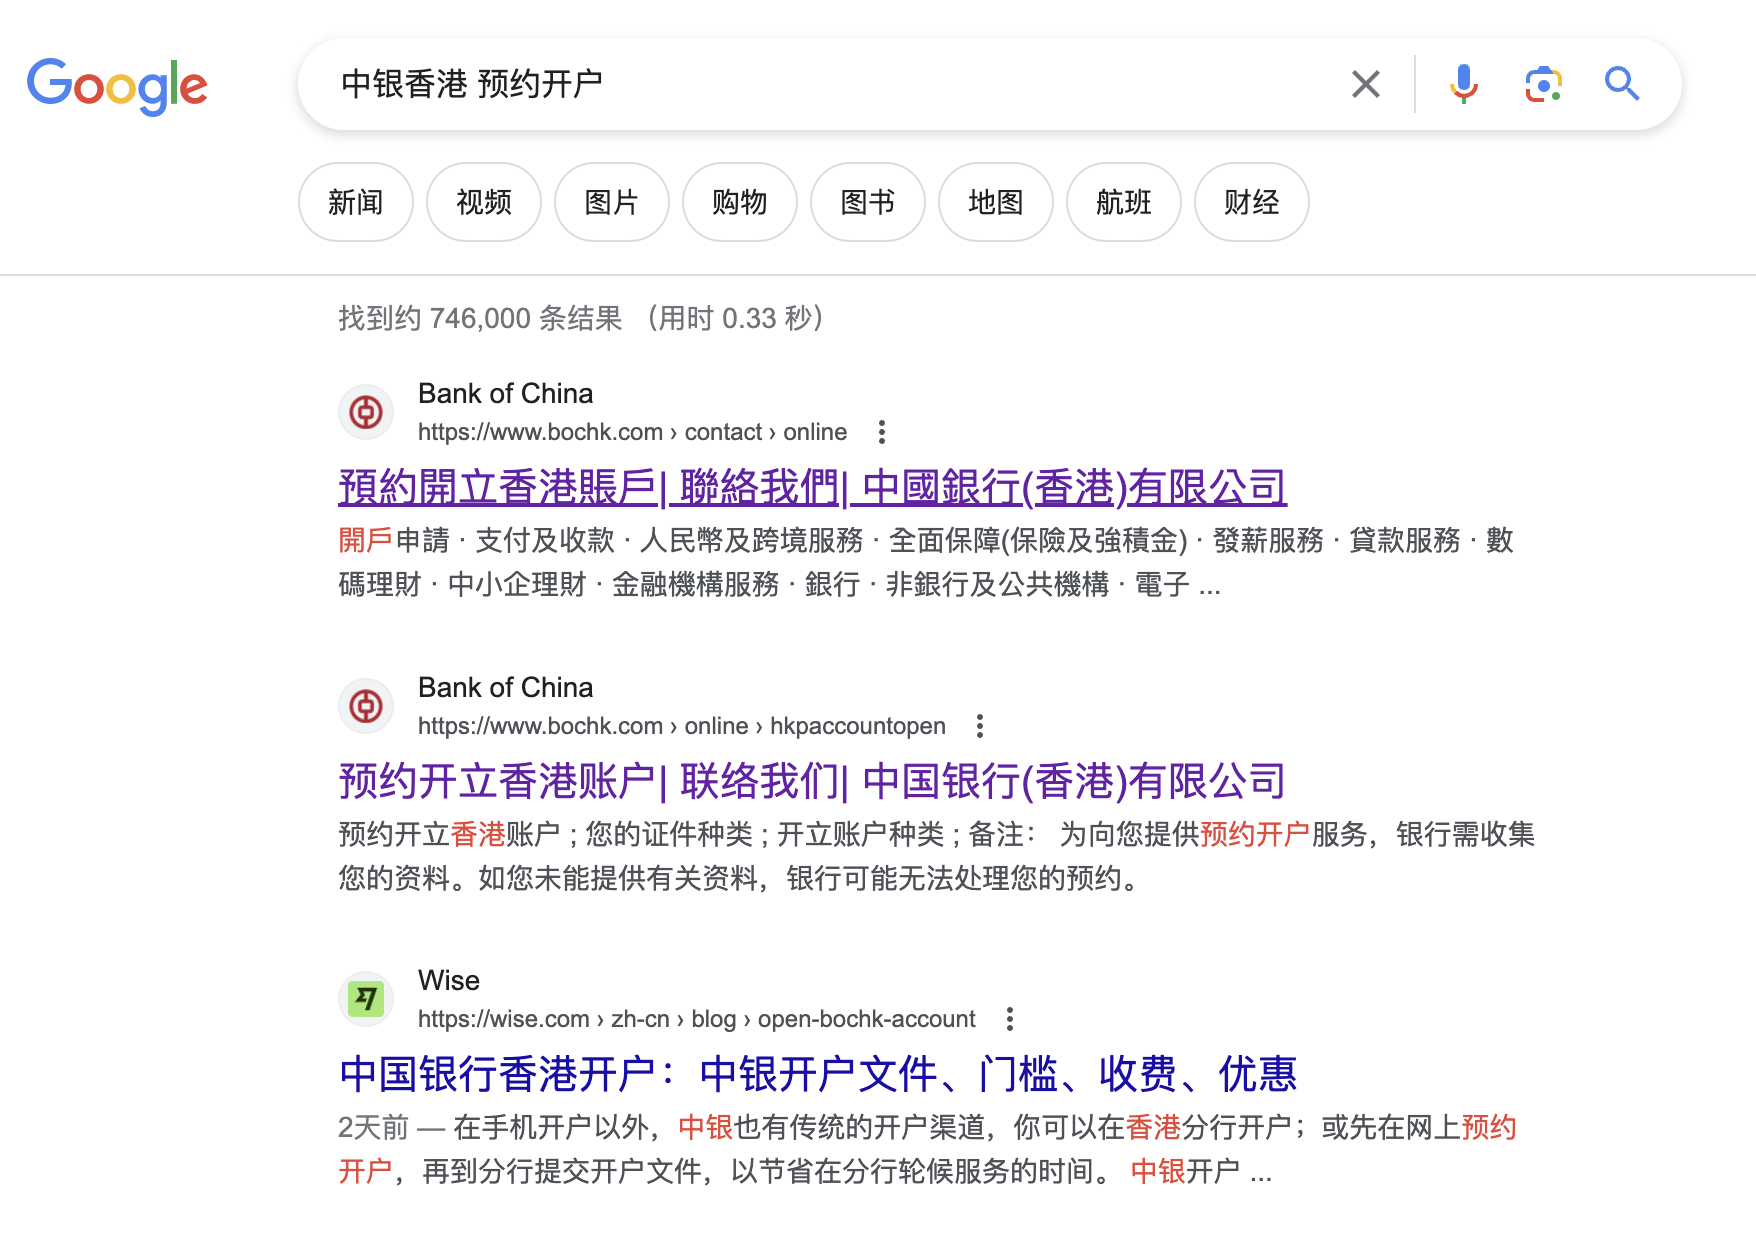 Google
中银香港 预约开户
新闻 视频 图片 购物 图书 地图 航班 财经
找到约 746,000 条结果 （用时 0.33 秒）
Bank of China
https://www.bochk.com › contact › online
預約開立香港賬戶| 聯絡我們| 中國銀行(香港)有限公司
開戶申請 · 支付及收款 · 人民幣及跨境服務 · 全面保障(保險及強積金) · 發薪服務 · 貸款服務 · 數
碼理財 · 中小企理財 · 金融機構服務 · 銀行 · 非銀行及公共機構 · 電子 ...
Bank of China
https://www.bochk.com › online › hkpaccountopen
预约开立香港账户| 联络我们| 中国银行(香港)有限公司
预约开立香港账户 ; 您的证件种类 ; 开立账户种类 ; 备注： 为向您提供预约开户服务，银行需收集
您的资料。如您未能提供有关资料，银行可能无法处理您的预约。
Wise
https://wise.com › zh-cn › blog › open-bochk-account
中国银行香港开户：中银开户文件、门槛、收费、优惠
2天前 — 在手机开户以外，中银也有传统的开户渠道，你可以在香港分行开户；或先在网上预约
开户，再到分行提交开户文件，以节省在分行轮候服务的时间。 中银开户 ...